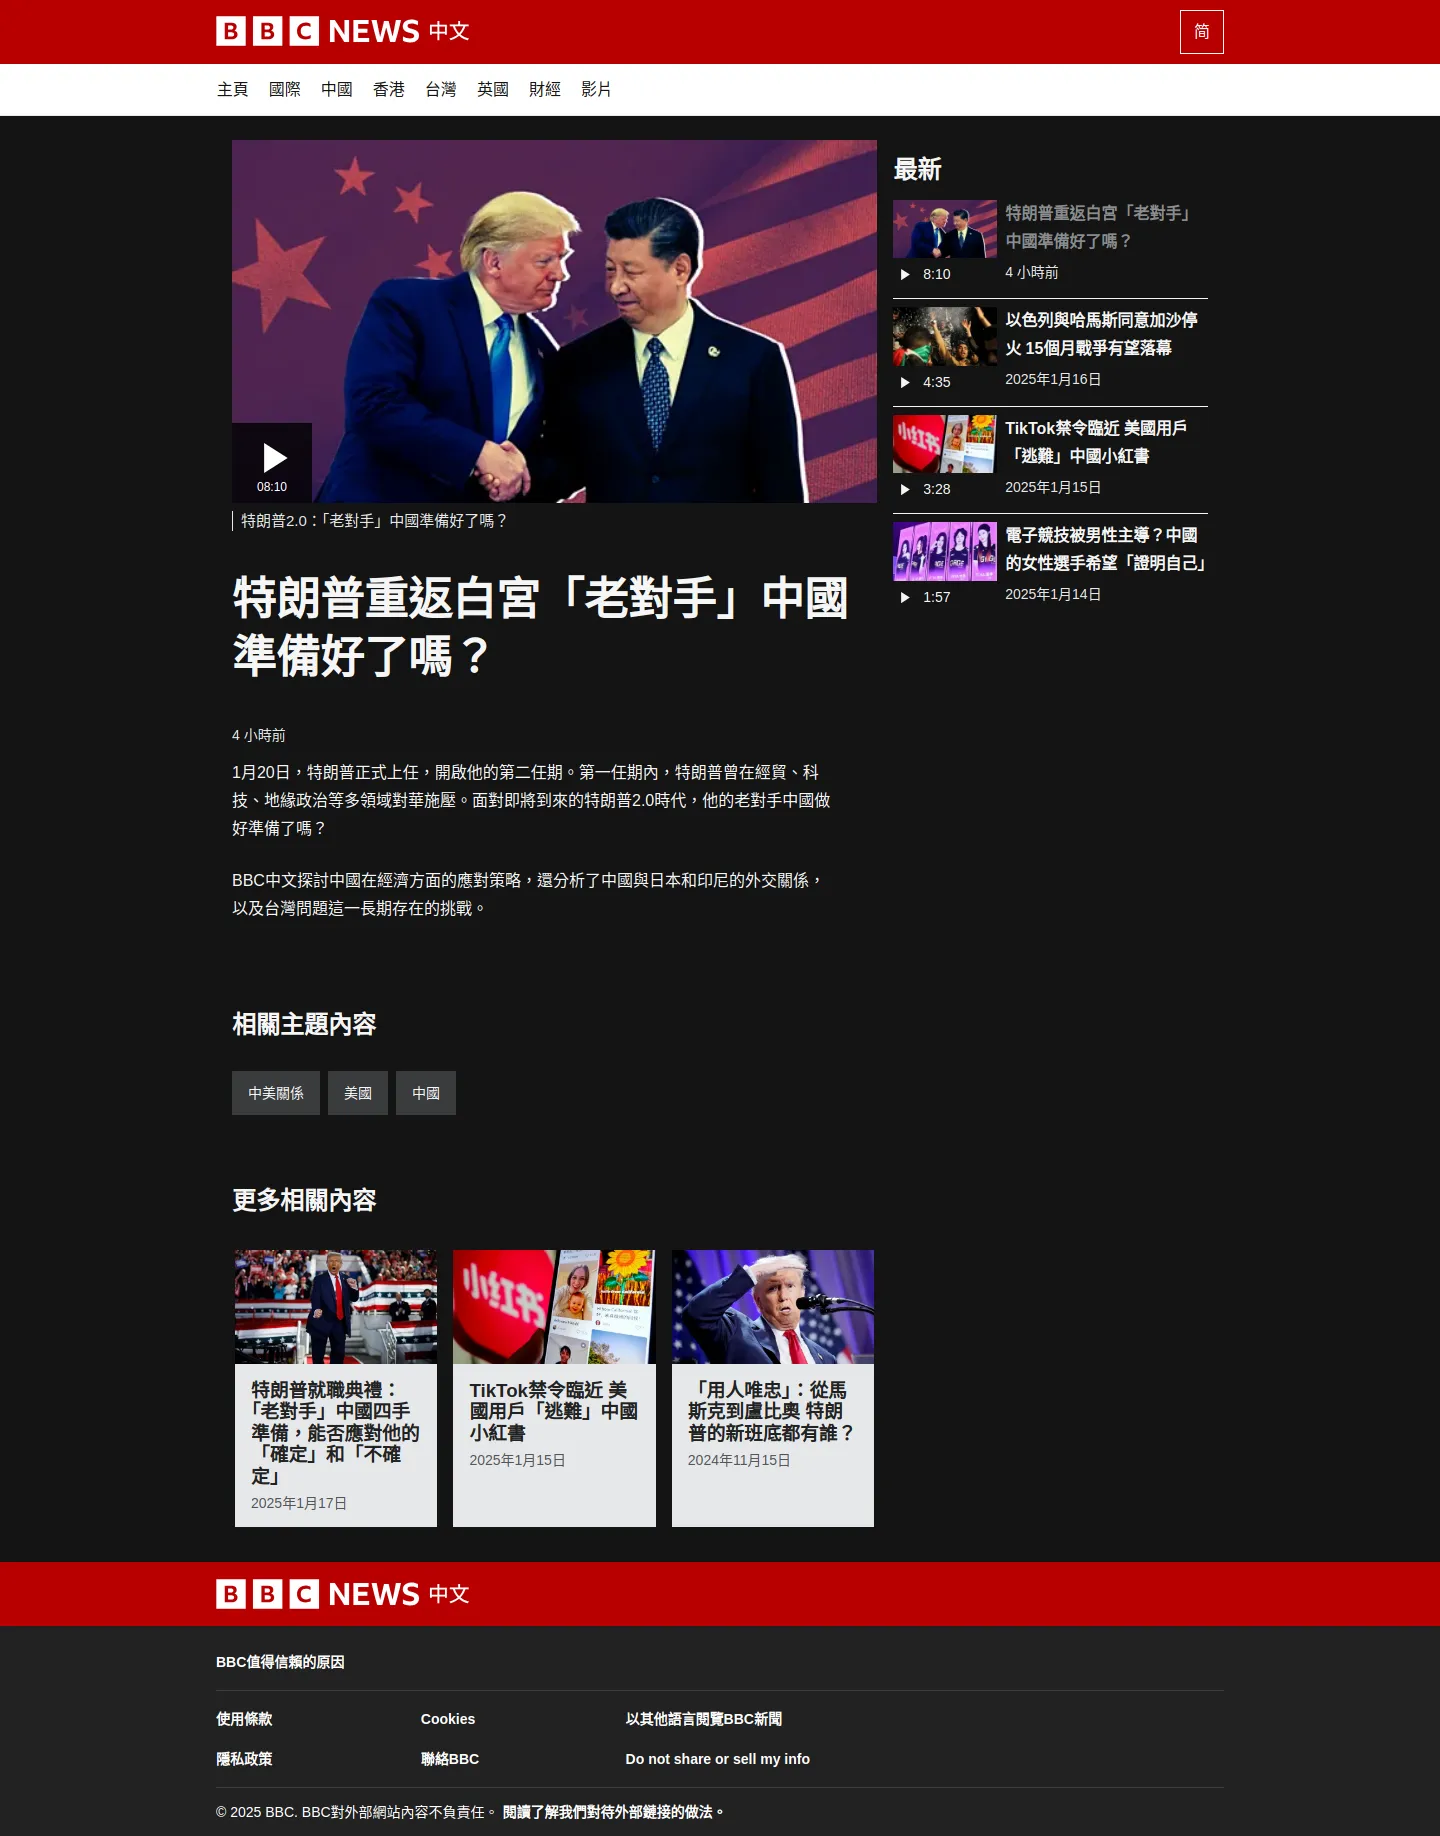 BBC NEWS 中文
简
主頁 國際 中國 香港 台灣 英國 財經 影片
08:10
特朗普2.0：「老對手」中國準備好了嗎？
特朗普重返白宮「老對手」中國
準備好了嗎？
4 小時前
1月20日，特朗普正式上任，開啟他的第二任期。第一任期內，特朗普曾在經貿、科
技、地緣政治等多領域對華施壓。面對即將到來的特朗普2.0時代，他的老對手中國做
好準備了嗎？
BBC中文探討中國在經濟方面的應對策略，還分析了中國與日本和印尼的外交關係，
以及台灣問題這一長期存在的挑戰。
最新
特朗普重返白宮「老對手」
中國準備好了嗎？
8:10
4 小時前
以色列與哈馬斯同意加沙停
火 15個月戰爭有望落幕
4:35
2025年1月16日
小红书
TikTok禁令臨近 美國用戶
「逃難」中國小紅書
3:28
2025年1月15日
電子競技被男性主導？中國
的女性選手希望「證明自己」
1:57
2025年1月14日
相關主題內容
中美關係 美國 中國
更多相關內容
特朗普就職典禮：
「老對手」中國四手
準備，能否應對他的
「確定」和「不確
定」
2025年1月17日
小红书
TikTok禁令臨近 美
國用戶「逃難」中國
小紅書
2025年1月15日
「用人唯忠」：從馬
斯克到盧比奧 特朗
普的新班底都有誰？
2024年11月15日
BBC NEWS 中文
BBC值得信賴的原因
使用條款 Cookies 以其他語言閱覽BBC新聞
隱私政策 聯絡BBC Do not share or sell my info
© 2025 BBC. BBC對外部網站內容不負責任。 閱讀了解我們對待外部鏈接的做法。